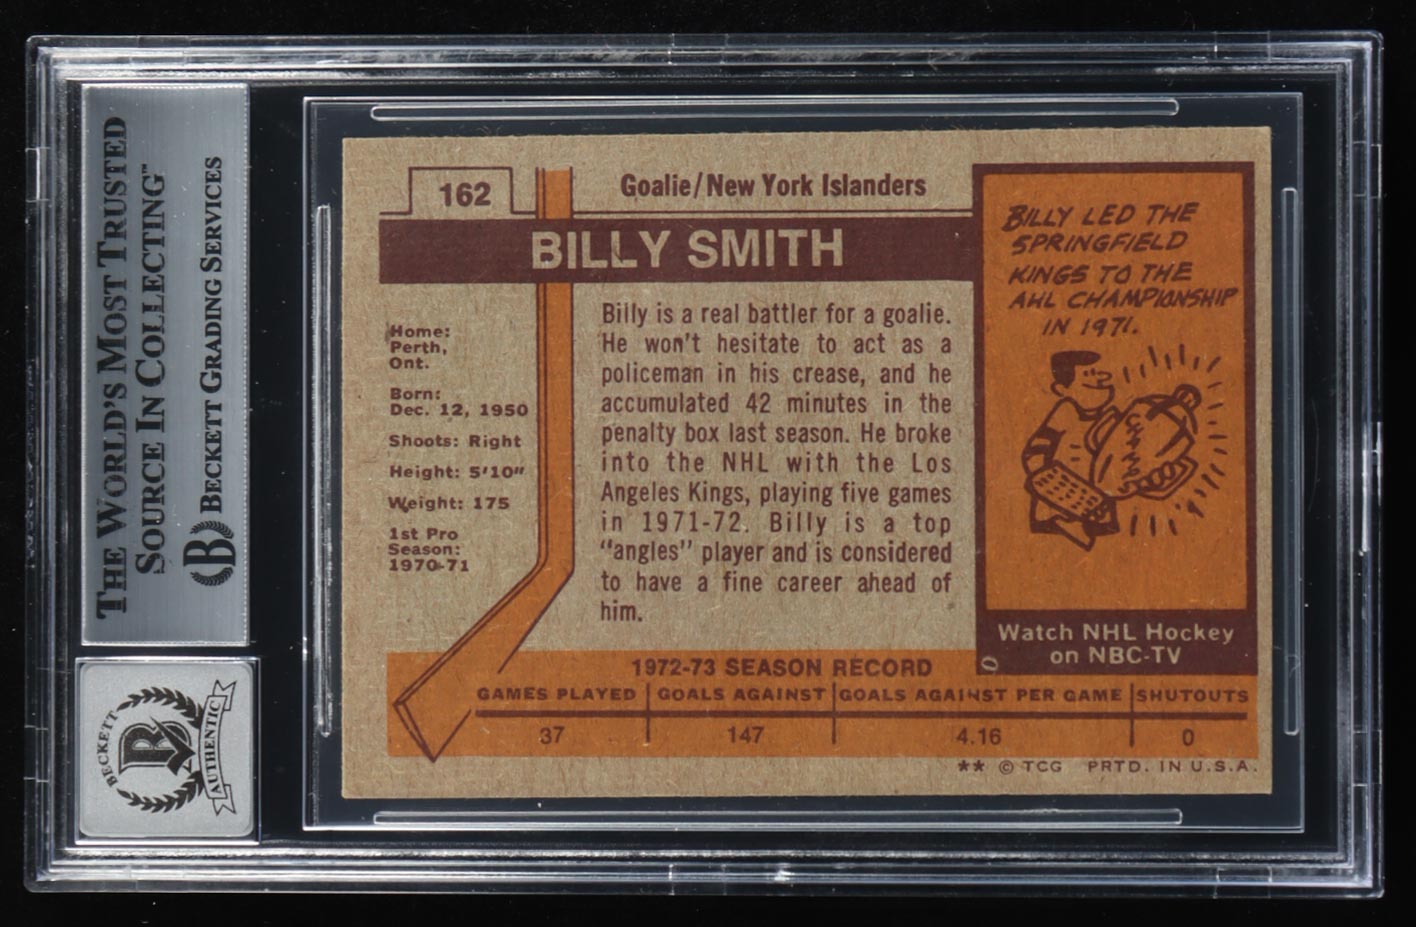 THE WORLD'S MOST TRUSTED
SOURCE IN COLLECTING™
BECKETT GRADING SERVICES
B
BECKETT
B
AUTHENTIC
162
Goalie/New York Islanders
BILLY SMITH
Home:
Perth,
Ont.
Born:
Dec. 12, 1950
Shoots: Right
Height: 5'10"
Weight: 175
1st Pro
Season:
1970-71
Billy is a real battler for a goalie.
He won't hesitate to act as a
policeman in his crease, and he
accumulated 42 minutes in the
penalty box last season. He broke
into the NHL with the Los
Angeles Kings, playing five games
in 1971-72. Billy is a top
"angles" player and is considered
to have a fine career ahead of
him.
BILLY LED THE
SPRINGFIELD
KINGS TO THE
AHL CHAMPIONSHIP
IN 1971.
Watch NHL Hockey
on NBC-TV
1972-73 SEASON RECORD
GAMES PLAYED GOALS AGAINST GOALS AGAINST PER GAME SHUTOUTS
37 147 4.16 0
** © TCG PRTD. IN U.S.A.